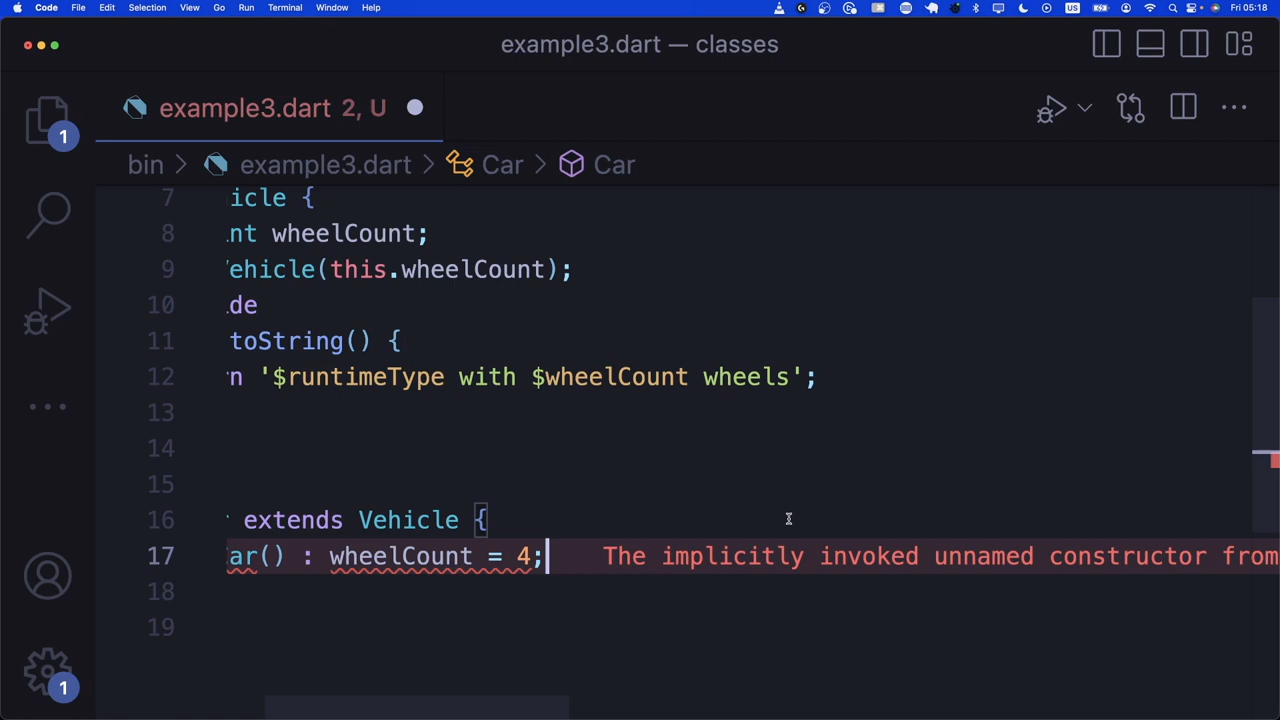 Code File Edit Selection View Go Run Terminal Window Help US Fri 05:18
example3.dart — classes
example3.dart 2, U
1
bin example3.dart Car Car
7 icle {
8 nt wheelCount;
9 ehicle(this.wheelCount);
10 de
11 toString() {
12 rn '$runtimeType with $wheelCount wheels';
13
14
15
16 r extends Vehicle {
17 ar() : wheelCount = 4; The implicitly invoked unnamed constructor from
18
19
1